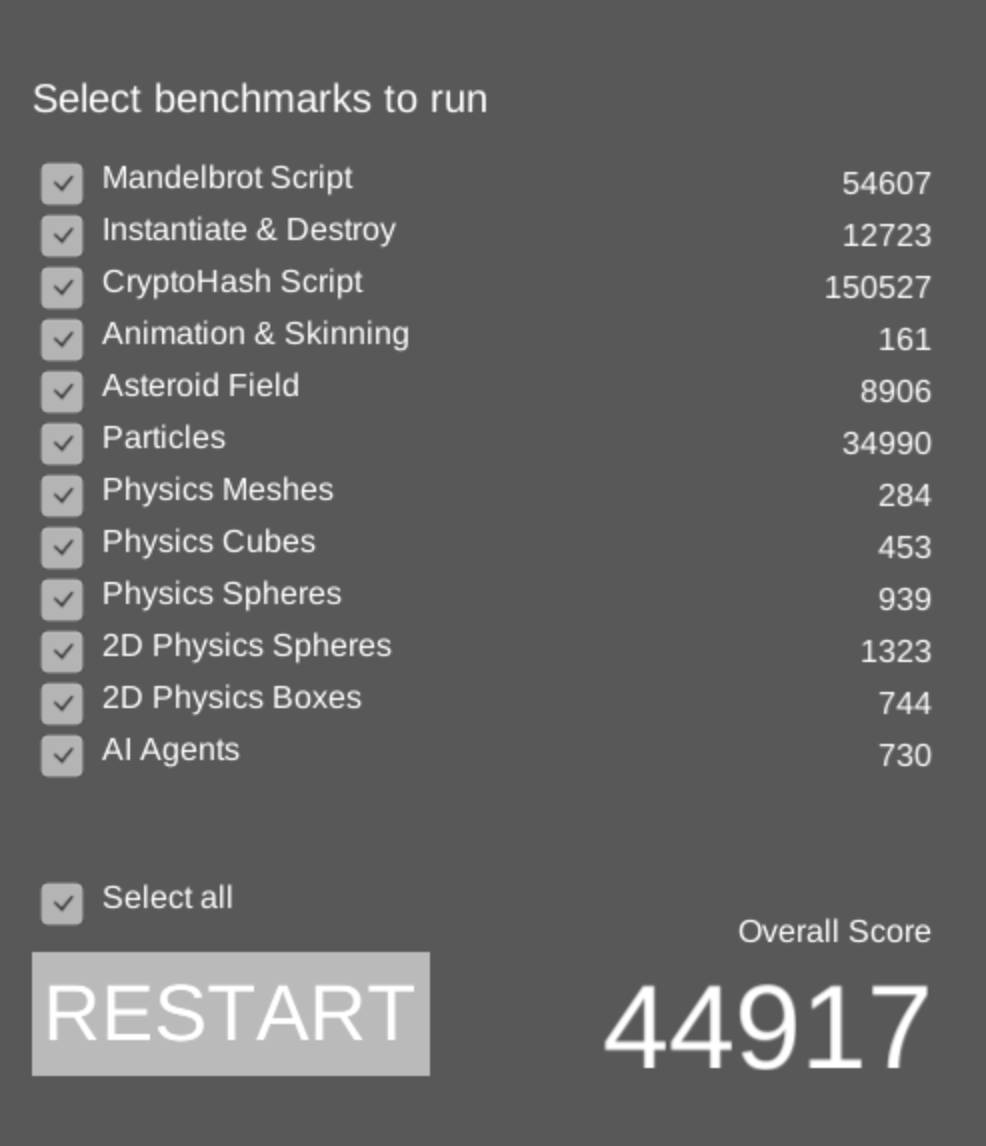 Select benchmarks to run
Mandelbrot Script 54607
Instantiate & Destroy 12723
CryptoHash Script 150527
Animation & Skinning 161
Asteroid Field 8906
Particles 34990
Physics Meshes 284
Physics Cubes 453
Physics Spheres 939
2D Physics Spheres 1323
2D Physics Boxes 744
AI Agents 730
Select all
Overall Score
RESTART 44917